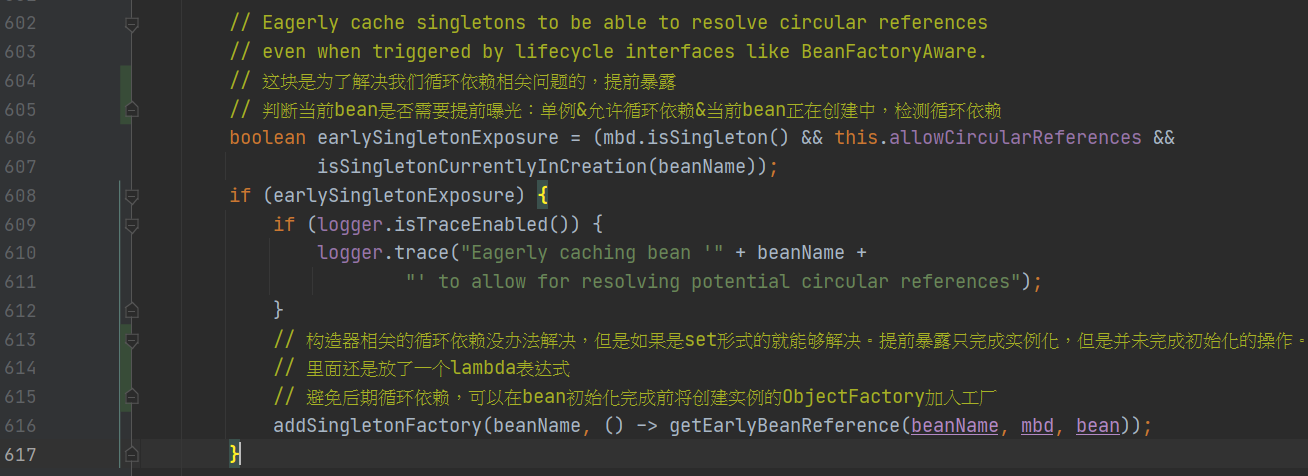 602 // Eagerly cache singletons to be able to resolve circular references
603 // even when triggered by lifecycle interfaces like BeanFactoryAware.
604 // 这块是为了解决我们循环依赖相关问题的，提前暴露
605 // 判断当前bean是否需要提前曝光：单例&允许循环依赖&当前bean正在创建中，检测循环依赖
606 boolean earlySingletonExposure = (mbd.isSingleton() && this.allowCircularReferences &&
607 isSingletonCurrentlyInCreation(beanName));
608 if (earlySingletonExposure) {
609 if (logger.isTraceEnabled()) {
610 logger.trace("Eagerly caching bean '" + beanName +
611 "' to allow for resolving potential circular references");
612 }
613 // 构造器相关的循环依赖没办法解决，但是如果是set形式的就能够解决。提前暴露只完成实例化，但是并未完成初始化的操作。
614 // 里面还是放了一个lambda表达式
615 // 避免后期循环依赖，可以在bean初始化完成前将创建实例的ObjectFactory加入工厂
616 addSingletonFactory(beanName, () -> getEarlyBeanReference(beanName, mbd, bean));
617 }